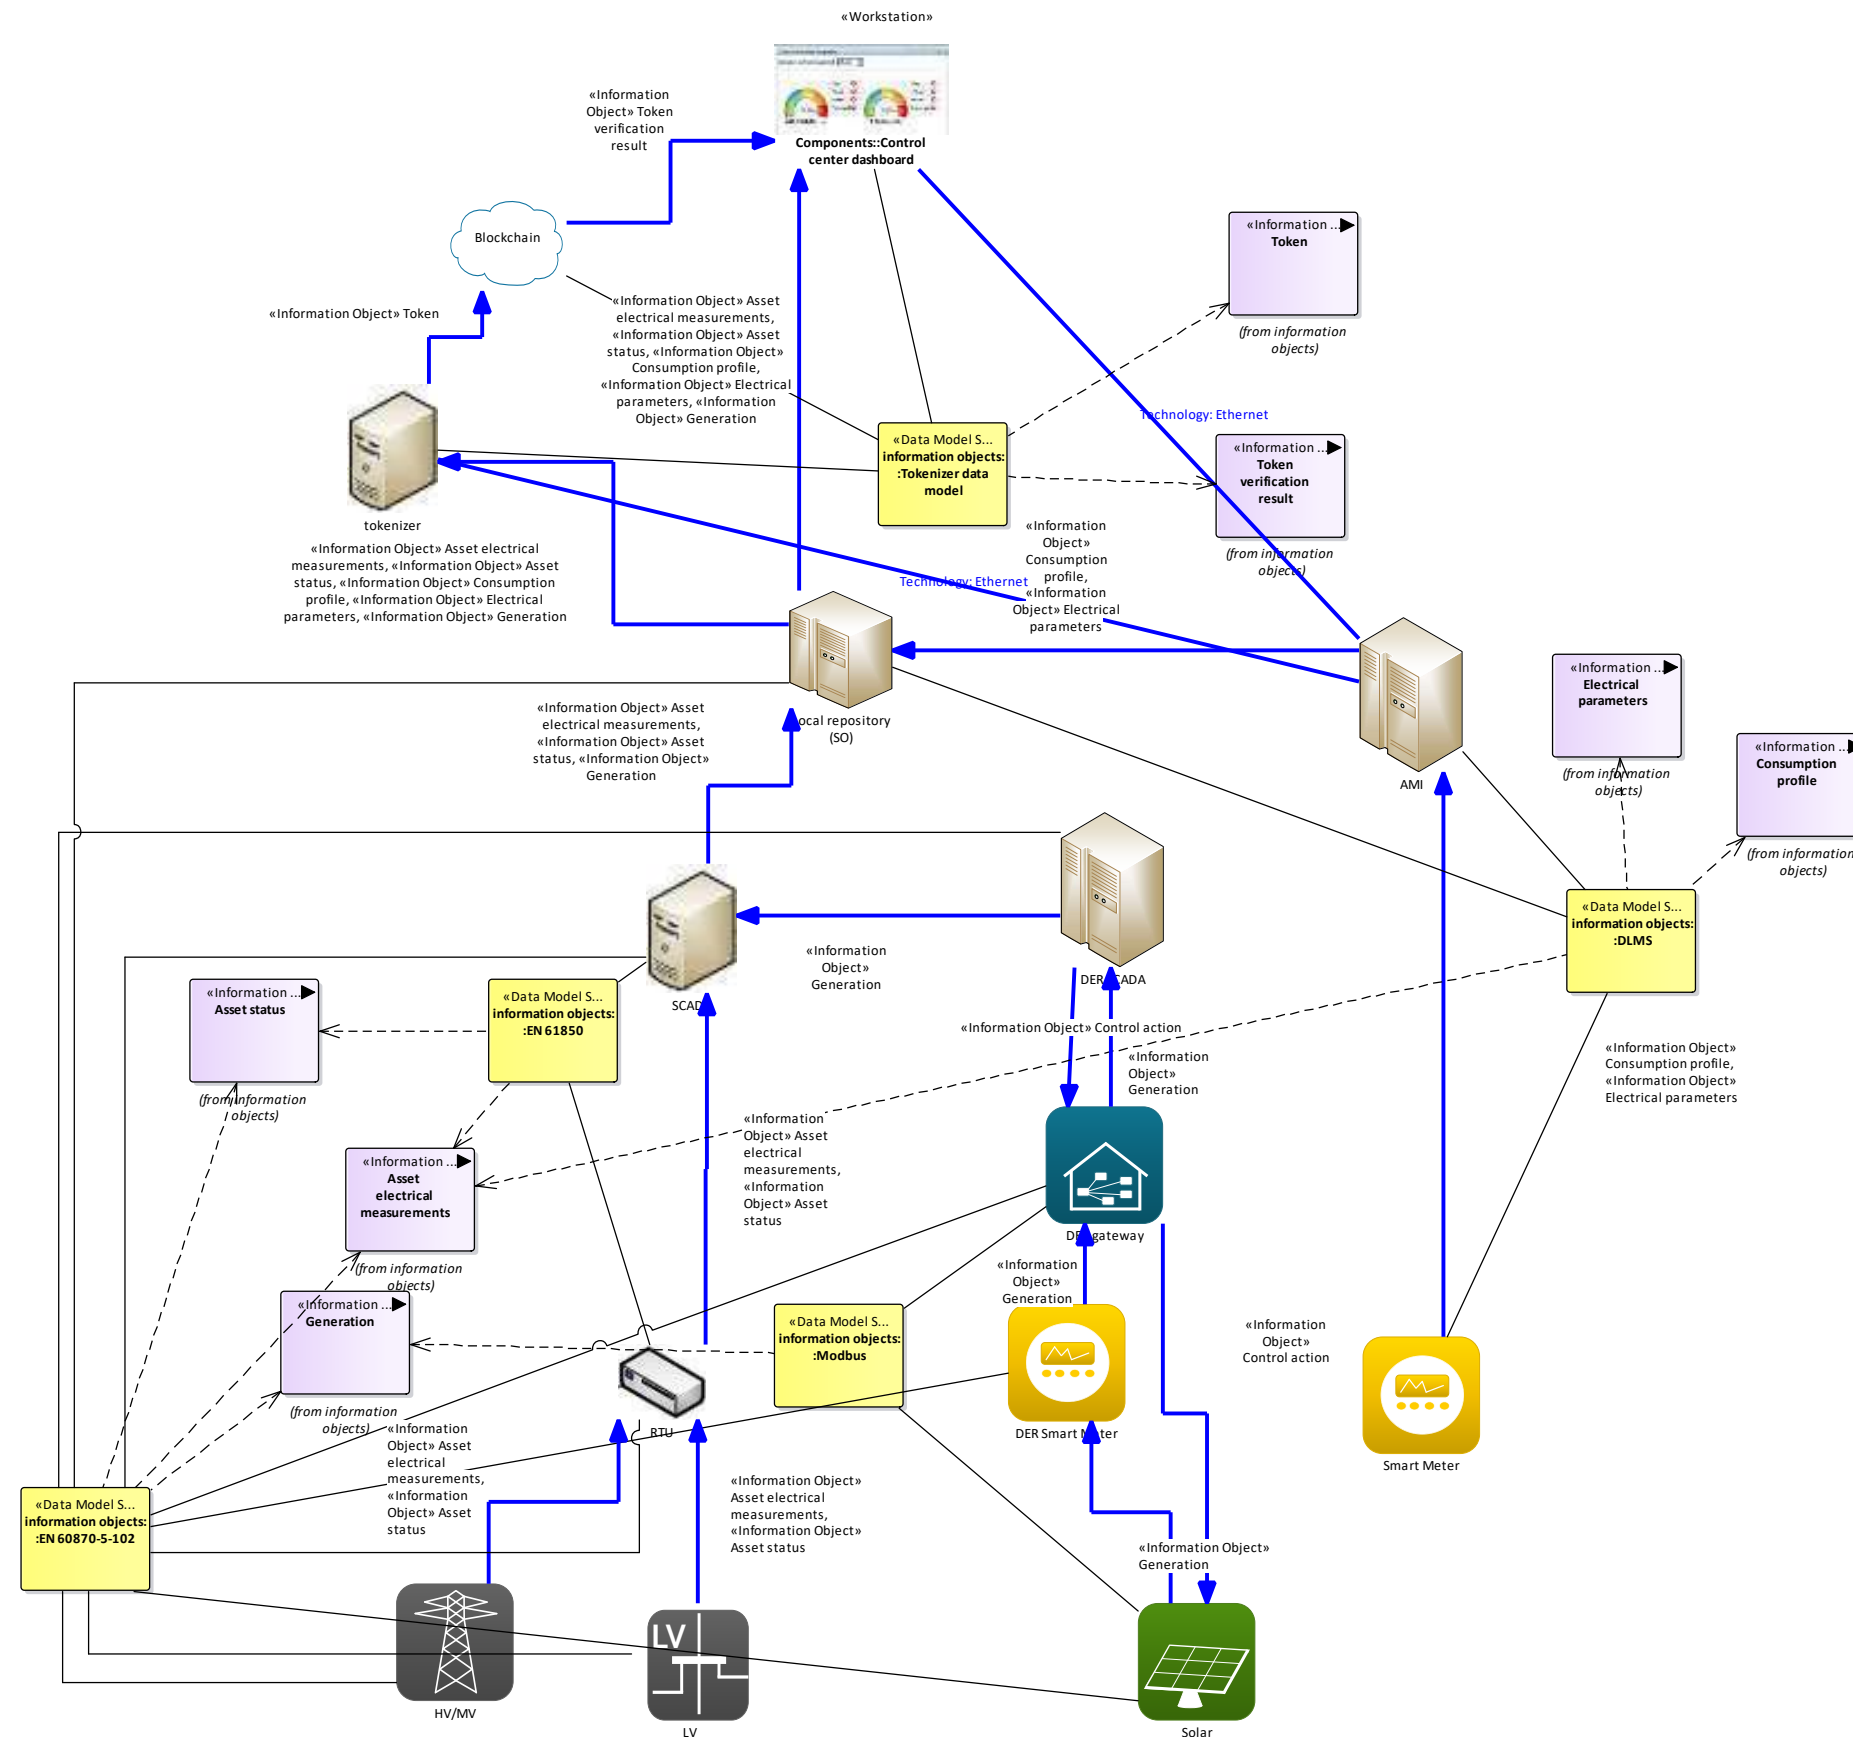 «Workstation»
Components::Control
center dashboard
«Information
Object» Token
verification
result
Blockchain
«Information Object» Token
«Information Object» Asset
electrical measurements,
«Information Object» Asset
status, «Information Object»
Consumption profile,
«Information Object» Electrical
parameters, «Information
Object» Generation
«Information ...
Token
(from information
objects)
Technology: Ethernet
«Data Model S...
information objects:
:Tokenizer data
model
«Information ...
Token
verification
result
(from information
objects)
tokenizer
«Information Object» Asset electrical
measurements, «Information Object» Asset
status, «Information Object» Consumption
profile, «Information Object» Electrical
parameters, «Information Object» Generation
«Information
Object»
Consumption
profile,
«Information
Object» Electrical
parameters
Technology: Ethernet
ocal repository
(SO)
«Information Object» Asset
electrical measurements,
«Information Object» Asset
status, «Information Object»
Generation
AMI
«Information ...
Electrical
parameters
(from information
objects)
«Information ...
Consumption
profile
(from information
objects)
«Data Model S...
information objects:
:DLMS
SCAD
«Information
Object»
Generation
DER SCADA
«Information Object» Control action
«Information
Object»
Generation
«Information ...
Asset status
(from information
objects)
«Data Model S...
information objects:
:EN 61850
«Information Object»
Consumption profile,
«Information Object»
Electrical parameters
«Information ...
Asset
electrical
measurements
(from information
objects)
«Information
Object» Asset
electrical
measurements,
«Information
Object» Asset
status
DER gateway
«Information
Object»
Generation
«Information ...
Generation
(from information
objects)
«Data Model S...
information objects:
:Modbus
«Information
Object»
Control action
RTU
DER Smart Meter
Smart Meter
«Information
Object» Asset
electrical
measurements,
«Information
Object» Asset
status
«Information Object»
Asset electrical
measurements,
«Information Object»
Asset status
«Data Model S...
information objects:
:EN 60870-5-102
«Information Object»
Generation
HV/MV
LV
LV
Solar